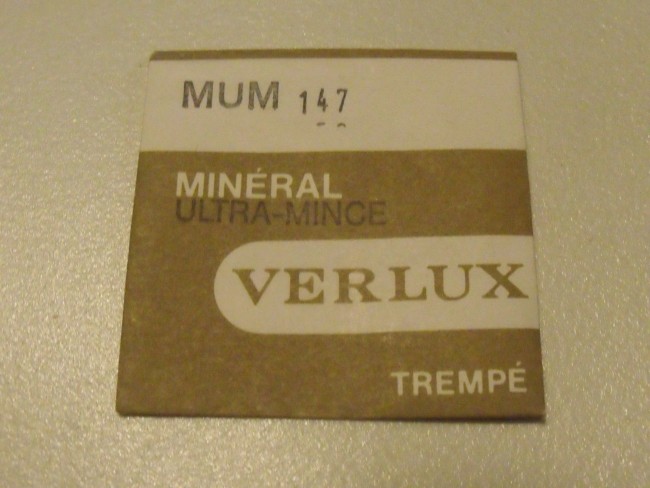 MUM 147
MINÉRAL
ULTRA-MINCE
VERLUX
TREMPÉ